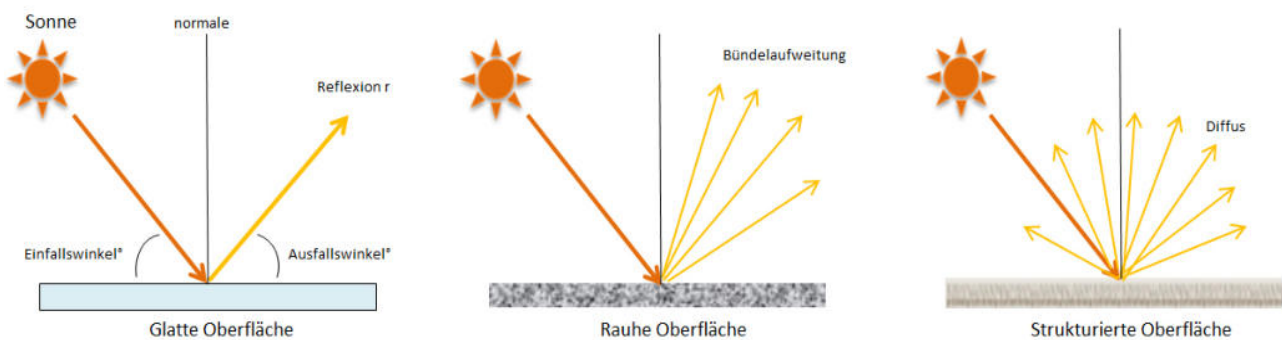 Sonne
normale
Reflexion r
Einfallswinkel°
Ausfallswinkel°
Glatte Oberfläche
Bündelaufweitung
Rauhe Oberfläche
Diffus
Strukturierte Oberfläche